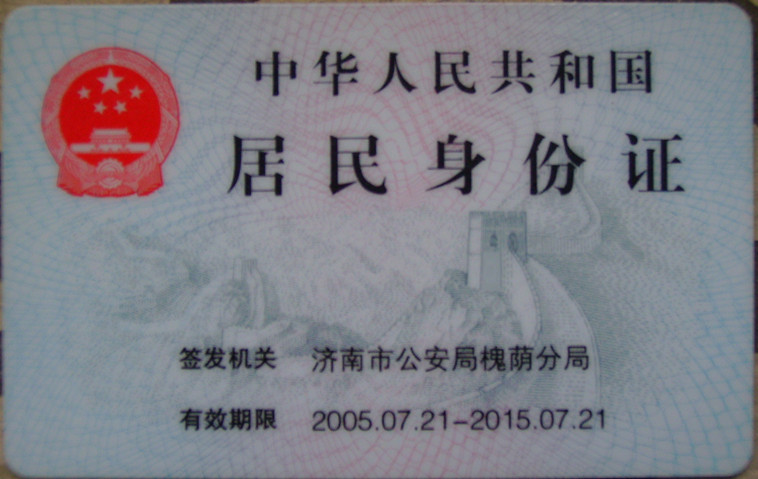 中华人民共和国
居民身份证
签发机关 济南市公安局槐荫分局
有效期限 2005.07.21-2015.07.21